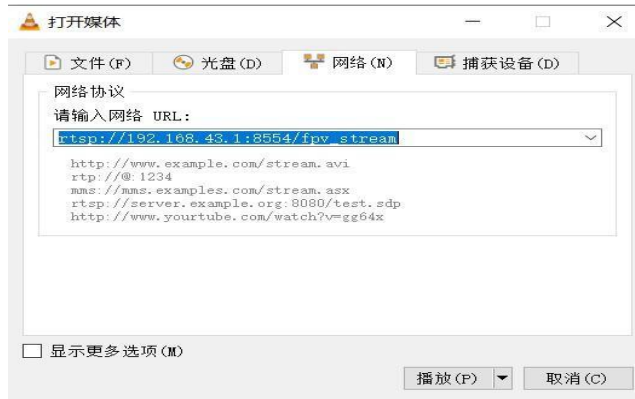 打开媒体
文件(F) 光盘(D) 网络(N) 捕获设备(D)
网络协议
请输入网络 URL:
rtsp://192.168.43.1:8554/fpv_stream
http://www.example.com/stream.avi
rtp://@:1234
mms://mms.examples.com/stream.asx
rtsp://server.example.org:8080/test.sdp
http://www.yourtube.com/watch?v=gg64x
显示更多选项(M)
播放(P) 取消(C)